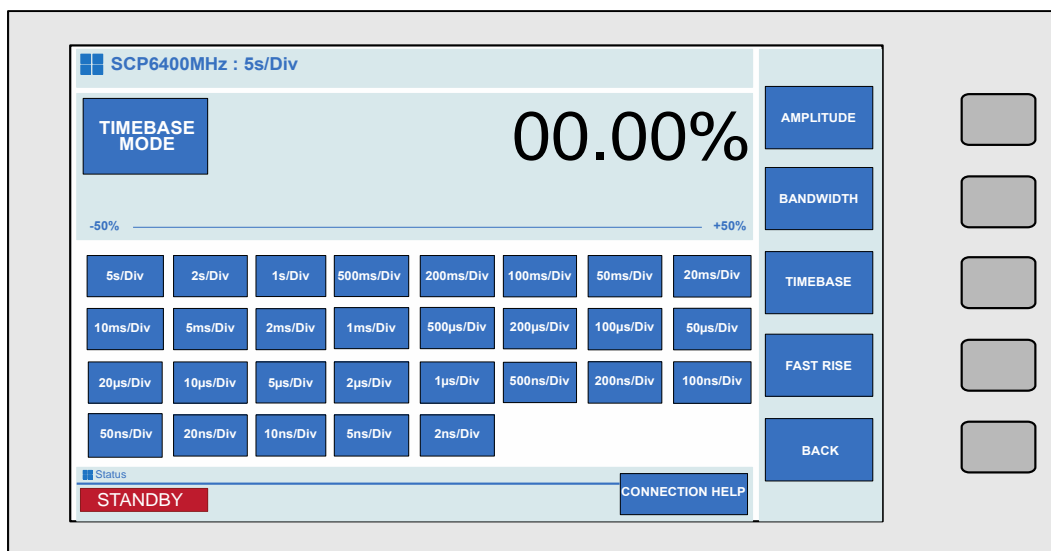 SCP6400MHz : 5s/Div
TIMEBASE
MODE
00.00%
-50%
+50%
5s/Div 2s/Div 1s/Div 500ms/Div 200ms/Div 100ms/Div 50ms/Div 20ms/Div
10ms/Div 5ms/Div 2ms/Div 1ms/Div 500µs/Div 200µs/Div 100µs/Div 50µs/Div
20µs/Div 10µs/Div 5µs/Div 2µs/Div 1µs/Div 500ns/Div 200ns/Div 100ns/Div
50ns/Div 20ns/Div 10ns/Div 5ns/Div 2ns/Div
Status
STANDBY
CONNECTION HELP
AMPLITUDE
BANDWIDTH
TIMEBASE
FAST RISE
BACK